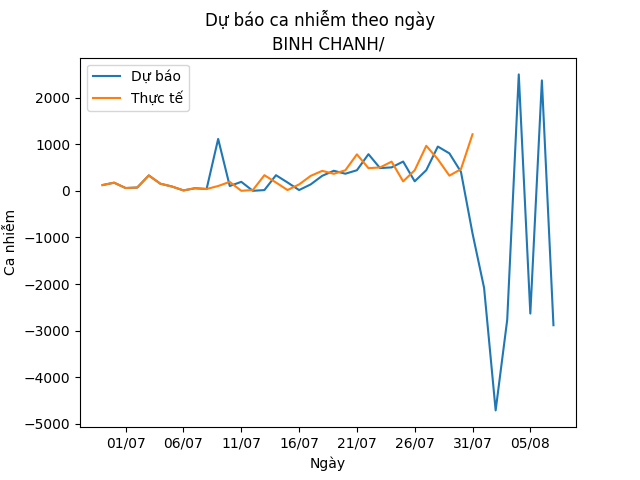 Dự báo ca nhiễm theo ngày
BINH CHANH/
Dự báo
Thực tế
Ca nhiễm
2000
1000
0
−1000
−2000
−3000
−4000
−5000
01/07 06/07 11/07 16/07 21/07 26/07 31/07 05/08
Ngày